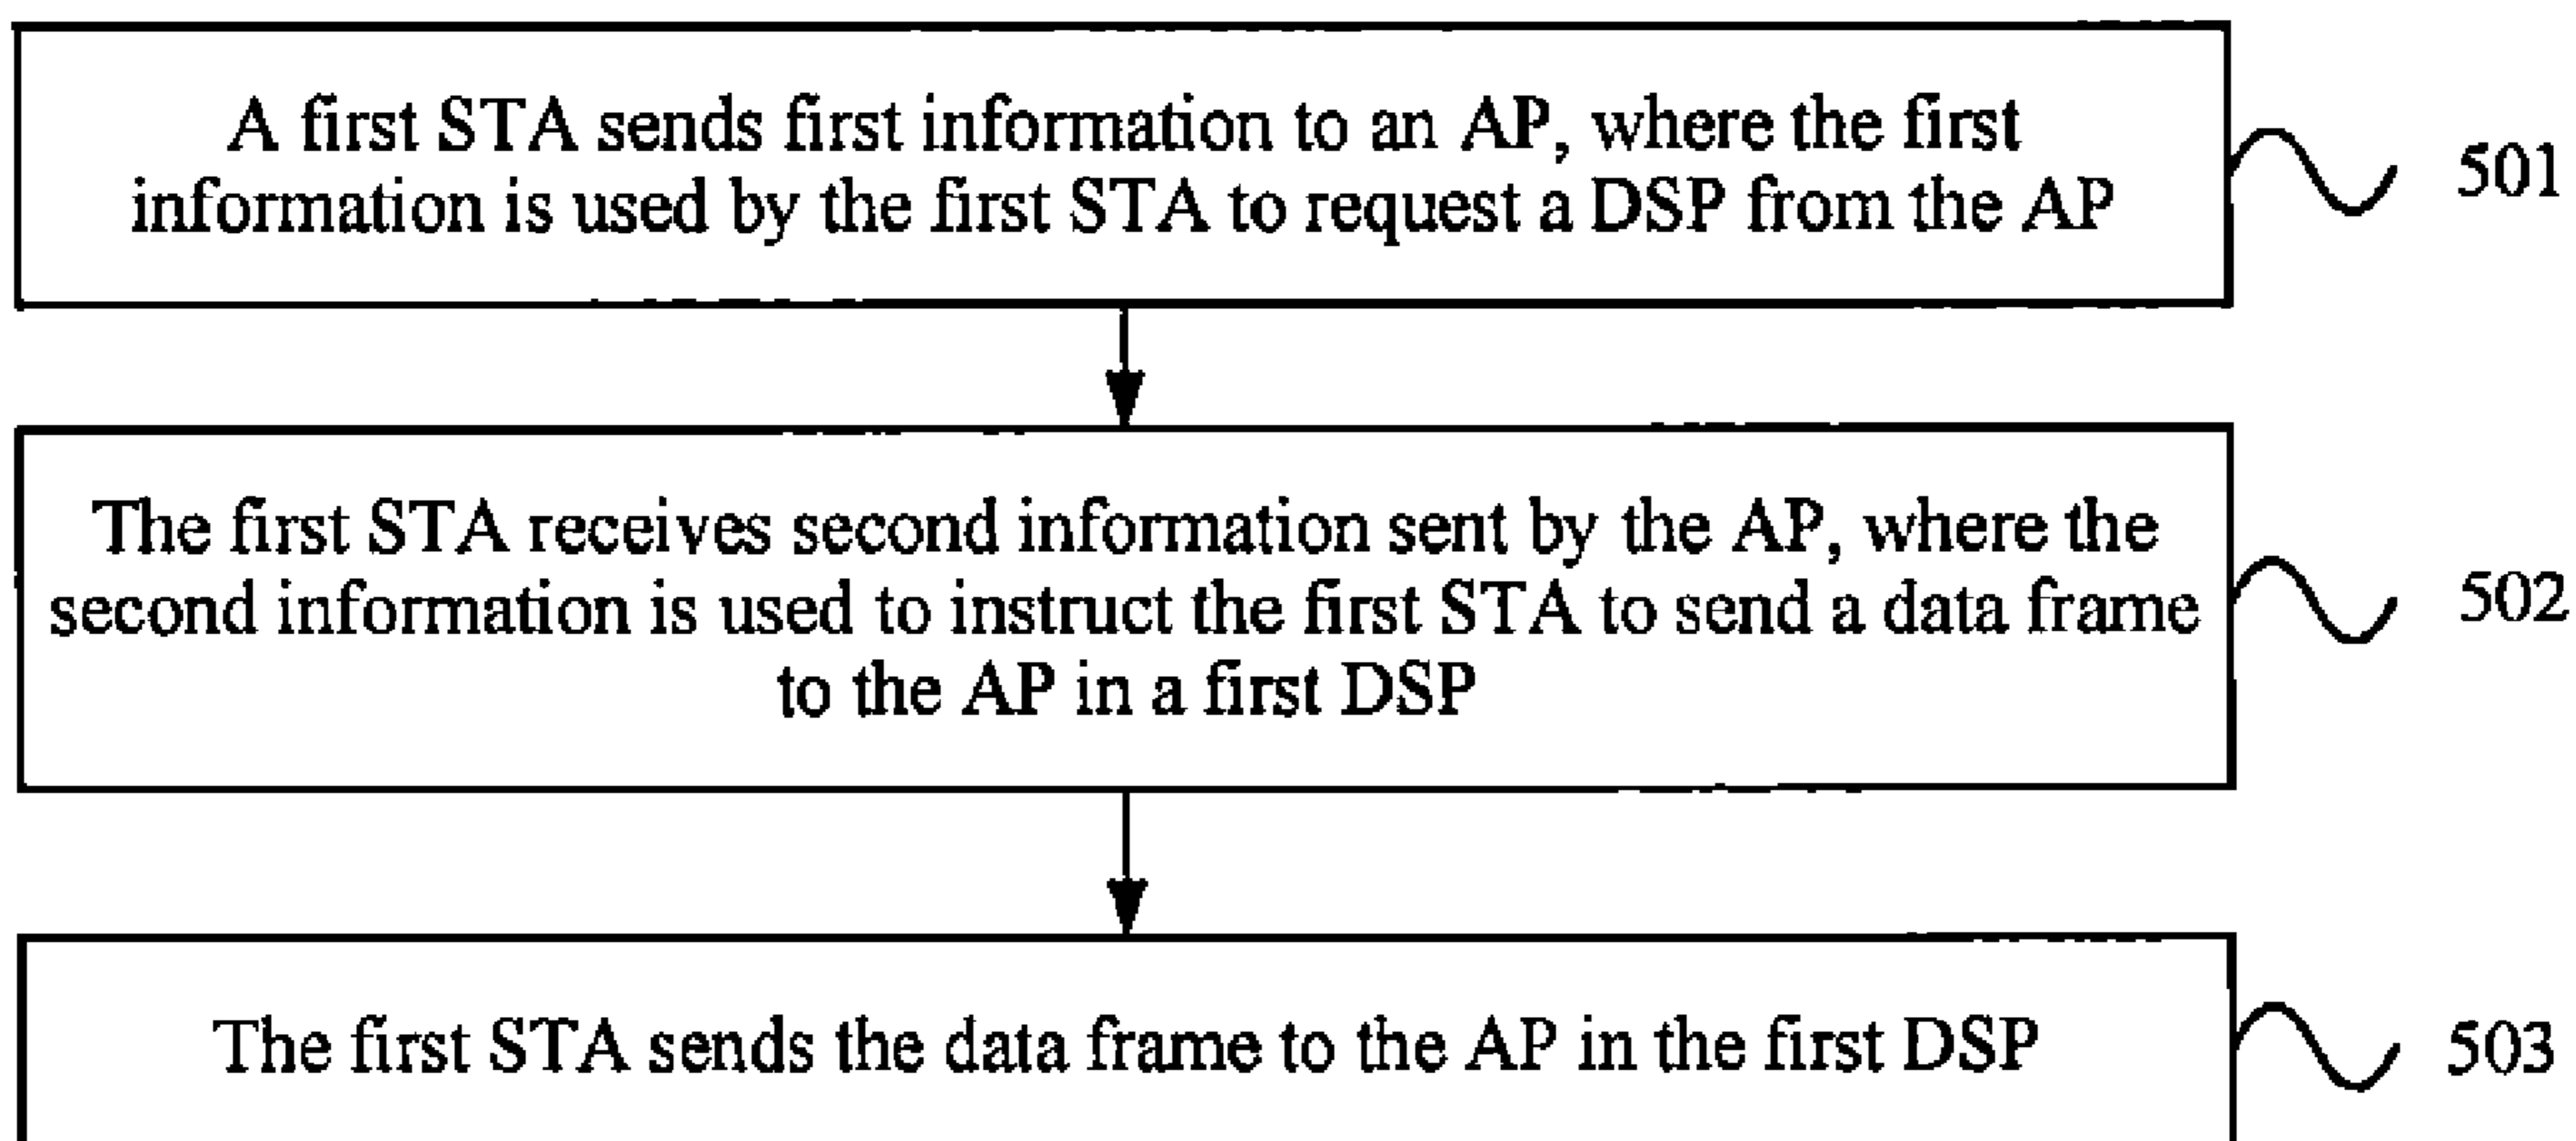 A first STA sends first information to an AP, where the first
information is used by the first STA to request a DSP from the AP
501
The first STA receives second information sent by the AP, where the
second information is used to instruct the first STA to send a data frame
to the AP in a first DSP
502
The first STA sends the data frame to the AP in the first DSP
503